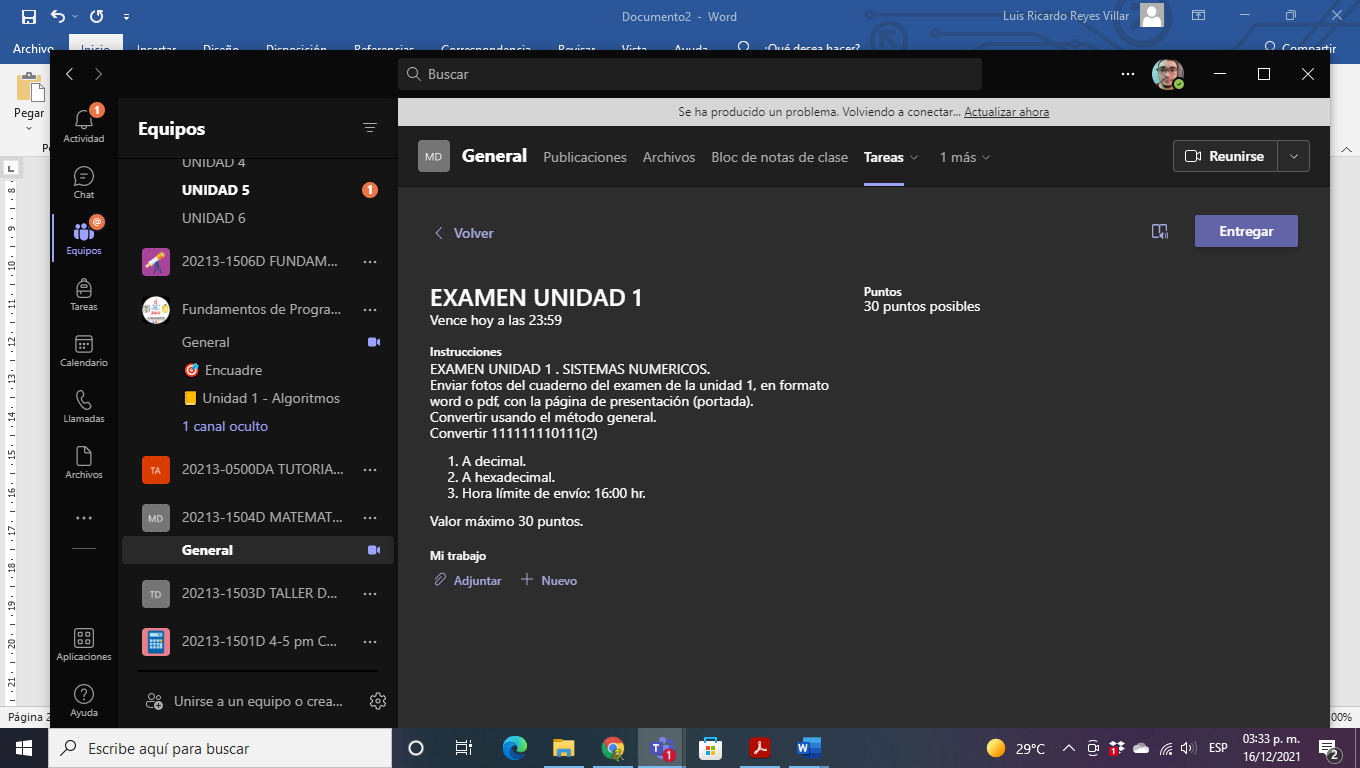 Documento2 - Word
Luis Ricardo Reyes Villar
Archivo Inicio Insertar Diseño Disposición Referencias Correspondencia Revisar Vista Ayuda ¿Qué desea hacer? Compartir
Pegar
Buscar
Se ha producido un problema. Volviendo a conectar... Actualizar ahora
1
Actividad
Chat
@
Equipos
Tareas
Calendario
Llamadas
Archivos
Aplicaciones
Ayuda
Equipos
UNIDAD 4
UNIDAD 5 1
UNIDAD 6
20213-1506D FUNDAM...
Fundamentos de Progra...
General
Encuadre
Unidad 1 - Algoritmos
1 canal oculto
TA 20213-0500DA TUTORIA...
MD 20213-1504D MATEMAT...
General
TD 20213-1503D TALLER D...
20213-1501D 4-5 pm C...
Unirse a un equipo o crea...
MD General Publicaciones Archivos Bloc de notas de clase Tareas 1 más Reunirse
Volver
Entregar
EXAMEN UNIDAD 1
Vence hoy a las 23:59
Puntos
30 puntos posibles
Instrucciones
EXAMEN UNIDAD 1 . SISTEMAS NUMERICOS.
Enviar fotos del cuaderno del examen de la unidad 1, en formato
word o pdf, con la página de presentación (portada).
Convertir usando el método general.
Convertir 111111110111(2)
1. A decimal.
2. A hexadecimal.
3. Hora límite de envío: 16:00 hr.
Valor máximo 30 puntos.
Mi trabajo
Adjuntar Nuevo
Página 2
Escribe aquí para buscar
1
29°C
ESP
03:33 p. m.
16/12/2021
2